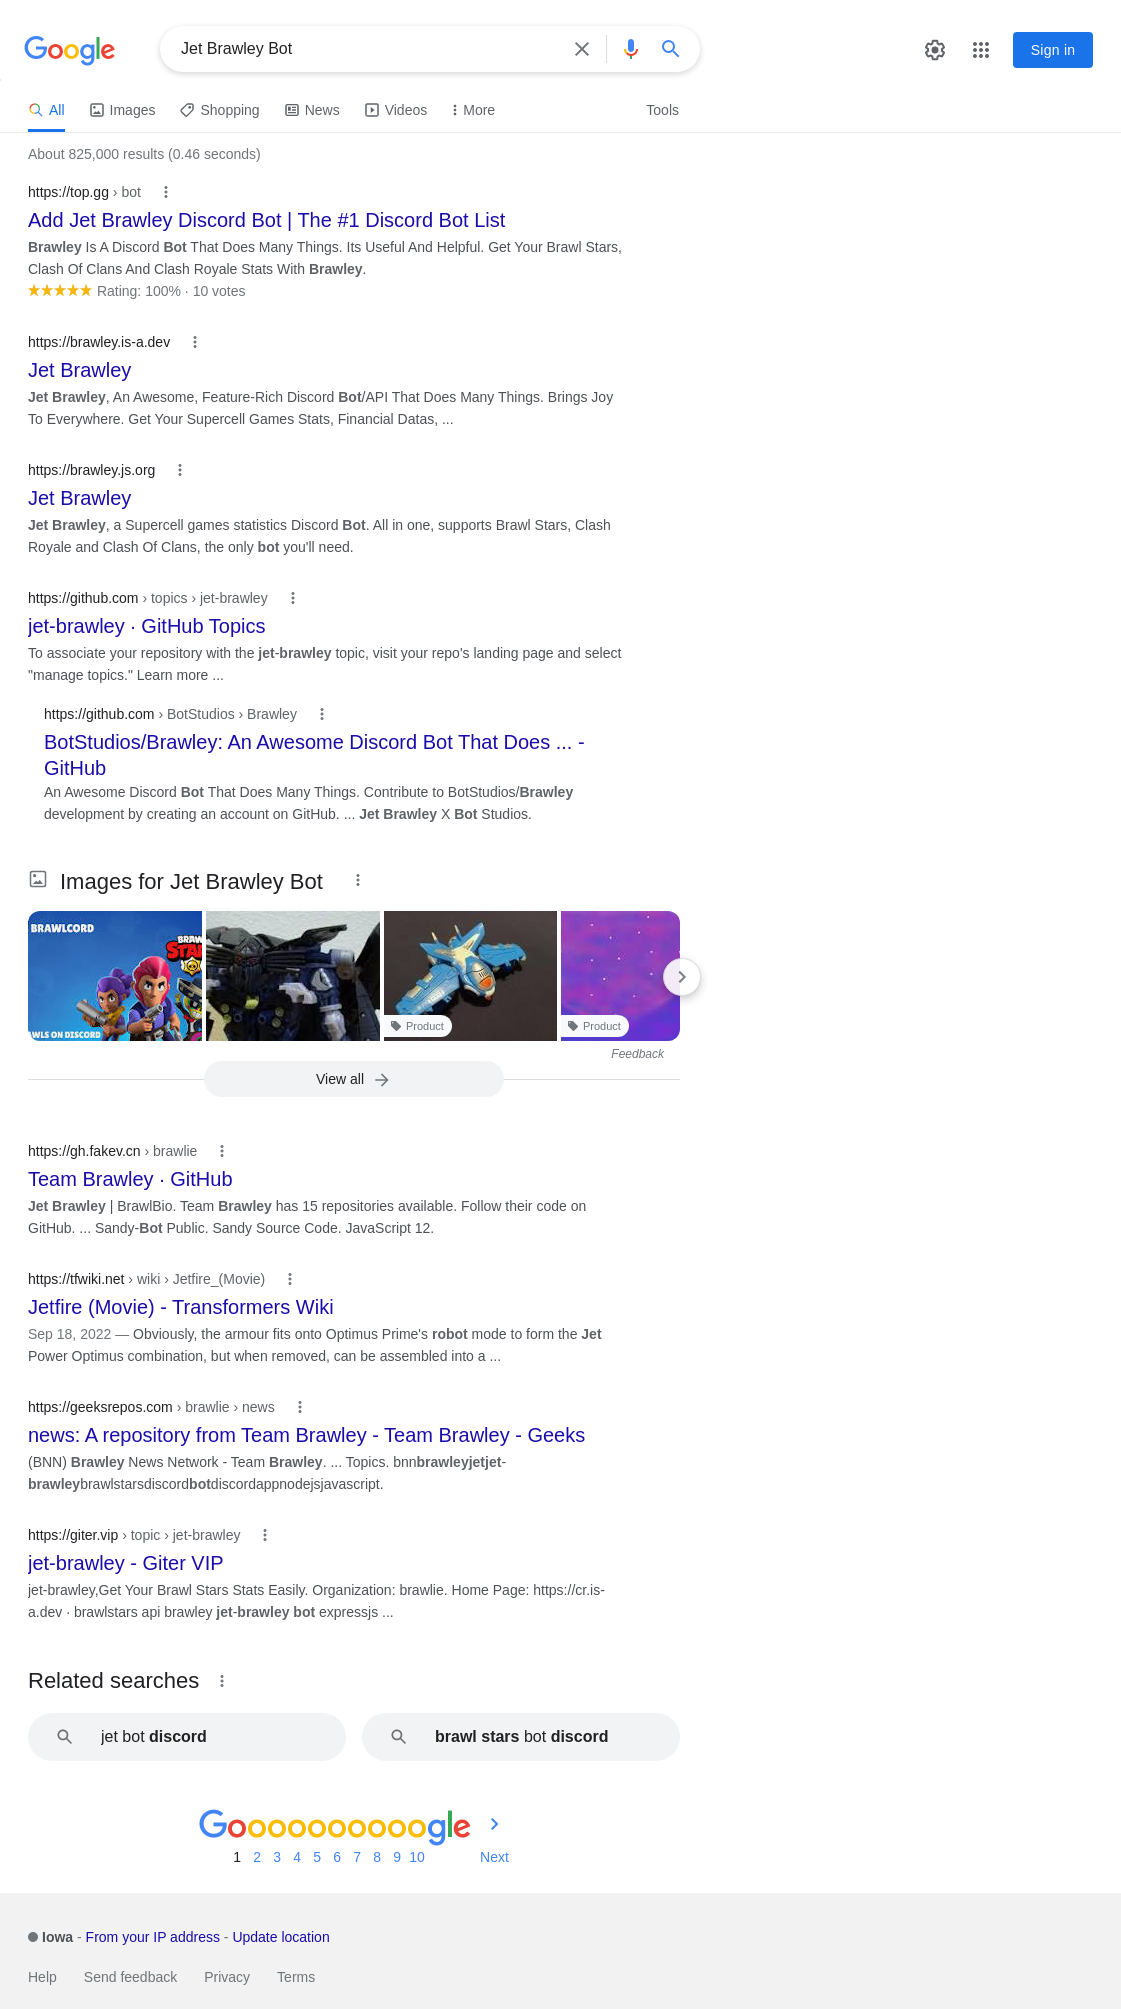 Google
Jet Brawley Bot
Sign in
All
Images
Shopping
News
Videos
More
Tools
About 825,000 results (0.46 seconds)
https://top.gg › bot
Add Jet Brawley Discord Bot | The #1 Discord Bot List
Brawley Is A Discord Bot That Does Many Things. Its Useful And Helpful. Get Your Brawl Stars,
Clash Of Clans And Clash Royale Stats With Brawley.
Rating: 100% · 10 votes
https://brawley.is-a.dev
Jet Brawley
Jet Brawley, An Awesome, Feature-Rich Discord Bot/API That Does Many Things. Brings Joy
To Everywhere. Get Your Supercell Games Stats, Financial Datas, ...
https://brawley.js.org
Jet Brawley
Jet Brawley, a Supercell games statistics Discord Bot. All in one, supports Brawl Stars, Clash
Royale and Clash Of Clans, the only bot you'll need.
https://github.com › topics › jet-brawley
jet-brawley · GitHub Topics
To associate your repository with the jet-brawley topic, visit your repo's landing page and select
"manage topics." Learn more ...
https://github.com › BotStudios › Brawley
BotStudios/Brawley: An Awesome Discord Bot That Does ... -
GitHub
An Awesome Discord Bot That Does Many Things. Contribute to BotStudios/Brawley
development by creating an account on GitHub. ... Jet Brawley X Bot Studios.
Images for Jet Brawley Bot
BRAWLCORD
BRAW
STA
AWLS ON DISCORD
Product
Product
Feedback
View all
https://gh.fakev.cn › brawlie
Team Brawley · GitHub
Jet Brawley | BrawlBio. Team Brawley has 15 repositories available. Follow their code on
GitHub. ... Sandy-Bot Public. Sandy Source Code. JavaScript 12.
https://tfwiki.net › wiki › Jetfire_(Movie)
Jetfire (Movie) - Transformers Wiki
Sep 18, 2022 — Obviously, the armour fits onto Optimus Prime's robot mode to form the Jet
Power Optimus combination, but when removed, can be assembled into a ...
https://geeksrepos.com › brawlie › news
news: A repository from Team Brawley - Team Brawley - Geeks
(BNN) Brawley News Network - Team Brawley. ... Topics. bnnbrawleyjetjet-
brawleybrawlstarsdiscordbotdiscordappnodejsjavascript.
https://giter.vip › topic › jet-brawley
jet-brawley - Giter VIP
jet-brawley,Get Your Brawl Stars Stats Easily. Organization: brawlie. Home Page: https://cr.is-
a.dev · brawlstars api brawley jet-brawley bot expressjs ...
Related searches
jet bot discord
brawl stars bot discord
Goooooooooogle
1 2 3 4 5 6 7 8 9 10 Next
Iowa - From your IP address - Update location
Help Send feedback Privacy Terms